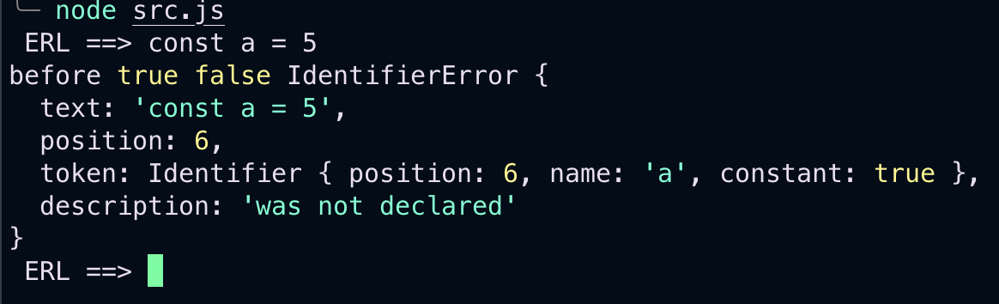 ╰─ node src.js
ERL ==> const a = 5
before true false IdentifierError {
  text: 'const a = 5',
  position: 6,
  token: Identifier { position: 6, name: 'a', constant: true },
  description: 'was not declared'
}
ERL ==>